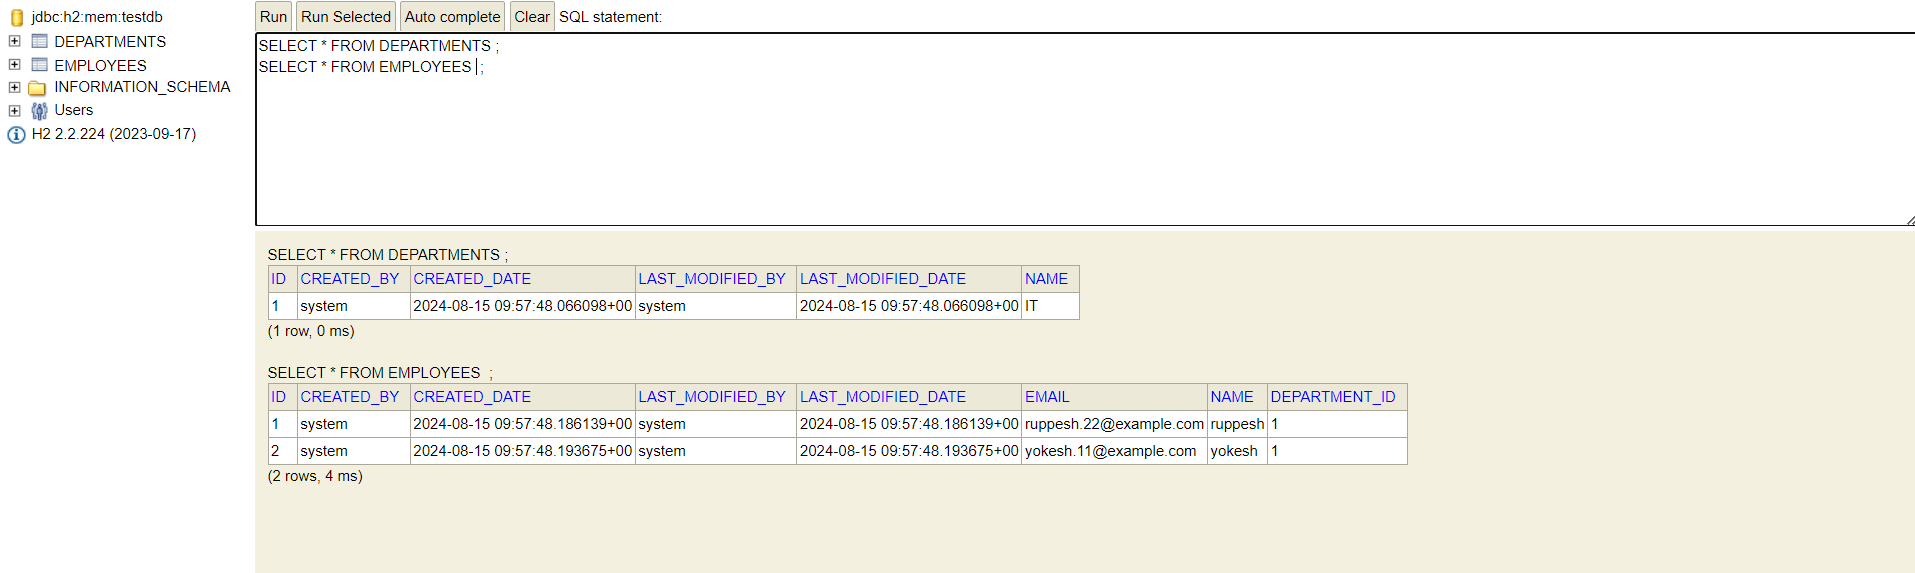 jdbc:h2:mem:testdb
DEPARTMENTS
EMPLOYEES
INFORMATION_SCHEMA
Users
H2 2.2.224 (2023-09-17)
Run Run Selected Auto complete Clear SQL statement:
SELECT * FROM DEPARTMENTS ;
SELECT * FROM EMPLOYEES ;
SELECT * FROM DEPARTMENTS ;
ID CREATED_BY CREATED_DATE LAST_MODIFIED_BY LAST_MODIFIED_DATE NAME
1 system 2024-08-15 09:57:48.066098+00 system 2024-08-15 09:57:48.066098+00 IT
(1 row, 0 ms)
SELECT * FROM EMPLOYEES ;
ID CREATED_BY CREATED_DATE LAST_MODIFIED_BY LAST_MODIFIED_DATE EMAIL NAME DEPARTMENT_ID
1 system 2024-08-15 09:57:48.186139+00 system 2024-08-15 09:57:48.186139+00 ruppesh.22@example.com ruppesh 1
2 system 2024-08-15 09:57:48.193675+00 system 2024-08-15 09:57:48.193675+00 yokesh.11@example.com yokesh 1
(2 rows, 4 ms)